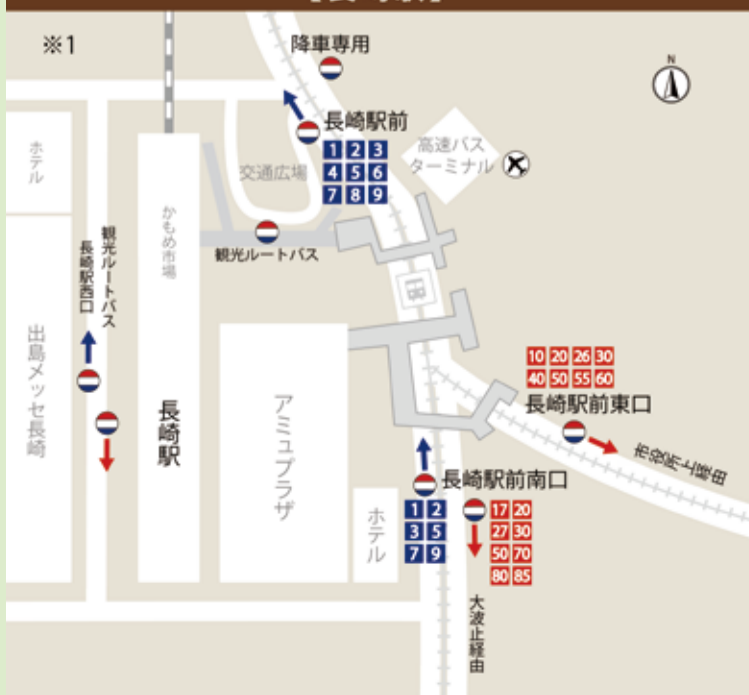 ※1
降車専用
N
長崎駅前
1 2 3
4 5 6
7 8 9
高速バス
ターミナル
交通広場
ホテル
かもめ市場
観光ルートバス
観光ルートバス
長崎駅西口
出島メッセ長崎
長崎駅
アミュプラザ
10 20 26 30
40 50 55 60
長崎駅前東口
市役所上経由
長崎駅前南口
ホテル
1 2
3 5
7 9
17 20
27 30
50 70
80 85
大波止経由